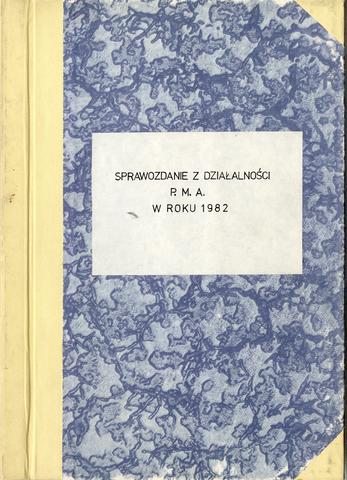 SPRAWOZDANIE Z DZIAŁALNOŚCI
P. M. A.
W ROKU 1982